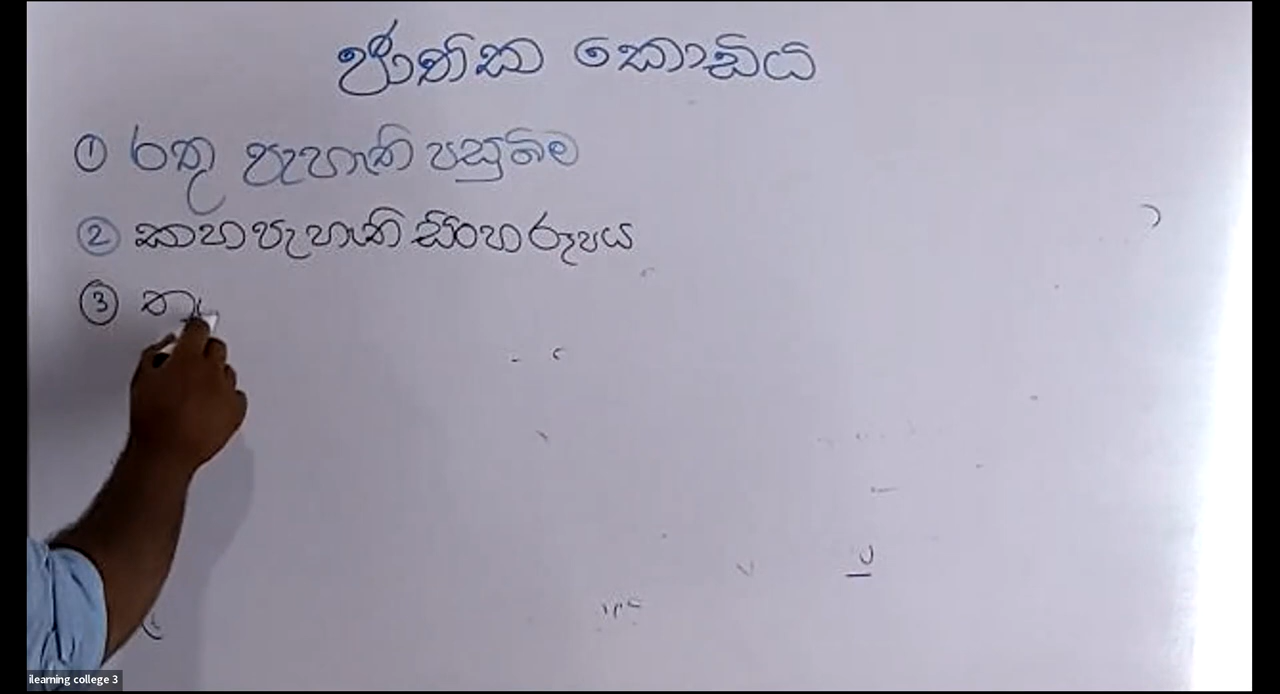 ජාතික කොඩිය
① රතු පැහැති පසුබිම
② කහ පැහැති සිංහ රූපය
③ තැ
ilearning college 3